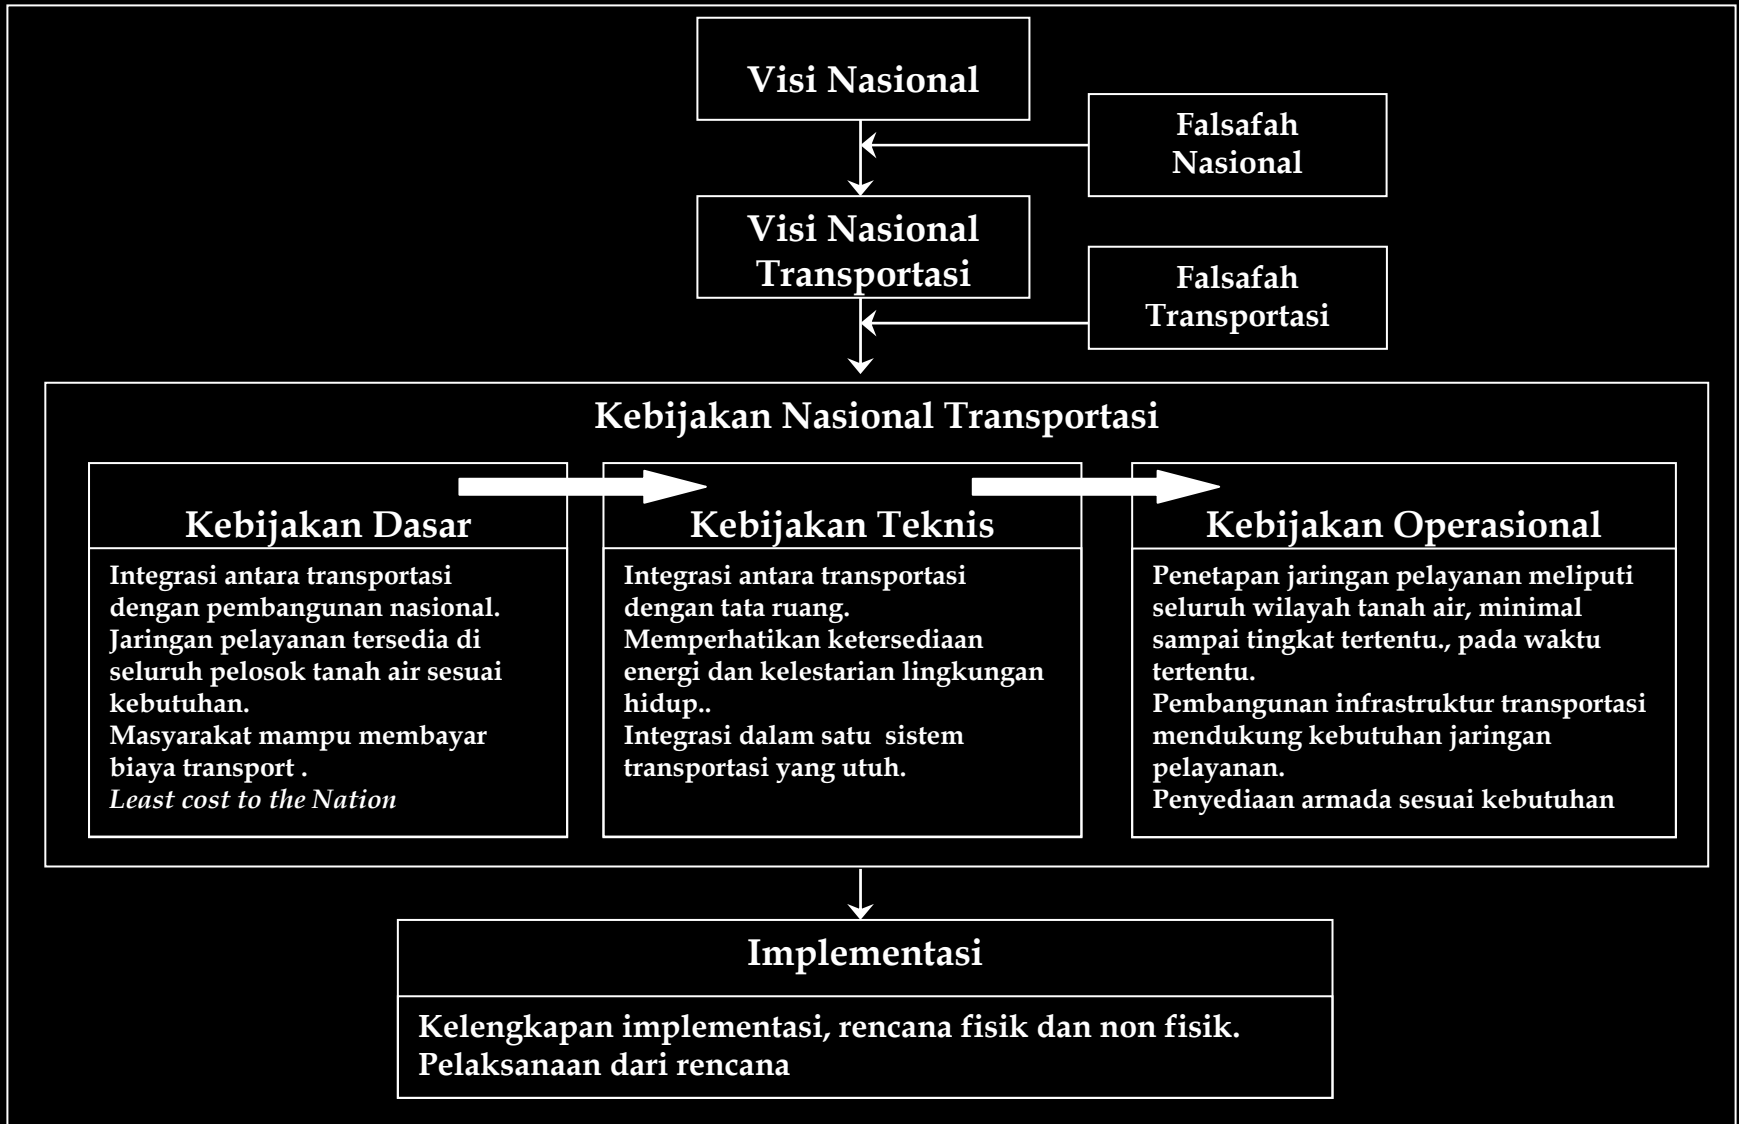 Visi Nasional
Falsafah
Nasional
Visi Nasional
Transportasi
Falsafah
Transportasi
Kebijakan Nasional Transportasi
Kebijakan Dasar
Integrasi antara transportasi
dengan pembangunan nasional.
Jaringan pelayanan tersedia di
seluruh pelosok tanah air sesuai
kebutuhan.
Masyarakat mampu membayar
biaya transport .
Least cost to the Nation
Kebijakan Teknis
Integrasi antara transportasi
dengan tata ruang.
Memperhatikan ketersediaan
energi dan kelestarian lingkungan
hidup..
Integrasi dalam satu  sistem
transportasi yang utuh.
Kebijakan Operasional
Penetapan jaringan pelayanan meliputi
seluruh wilayah tanah air, minimal
sampai tingkat tertentu., pada waktu
tertentu.
Pembangunan infrastruktur transportasi
mendukung kebutuhan jaringan
pelayanan.
Penyediaan armada sesuai kebutuhan
Implementasi
Kelengkapan implementasi, rencana fisik dan non fisik.
Pelaksanaan dari rencana